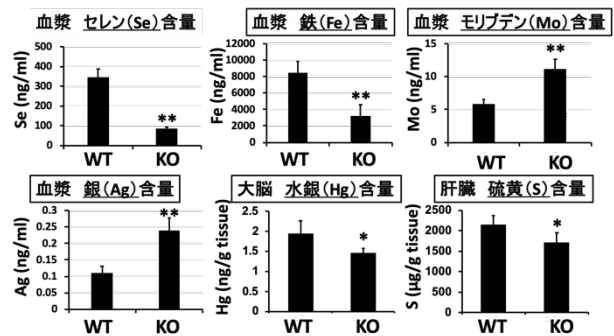 血漿 セレン(Se)含量
Se (ng/ml)
500
400
300
200
100
0
**
WT KO
血漿 鉄(Fe)含量
Fe (ng/ml)
12000
10000
8000
6000
4000
2000
0
**
WT KO
血漿 モリブデン(Mo)含量
Mo (ng/ml)
15
10
5
0
**
WT KO
血漿 銀(Ag)含量
Ag (ng/ml)
0.3
0.25
0.2
0.15
0.1
0.05
0
**
WT KO
大脳 水銀(Hg)含量
Hg (ng/g tissue)
2.5
2
1.5
1
0.5
0
*
WT KO
肝臓 硫黄(S)含量
S (μg/g tissue)
2500
2000
1500
1000
500
0
*
WT KO